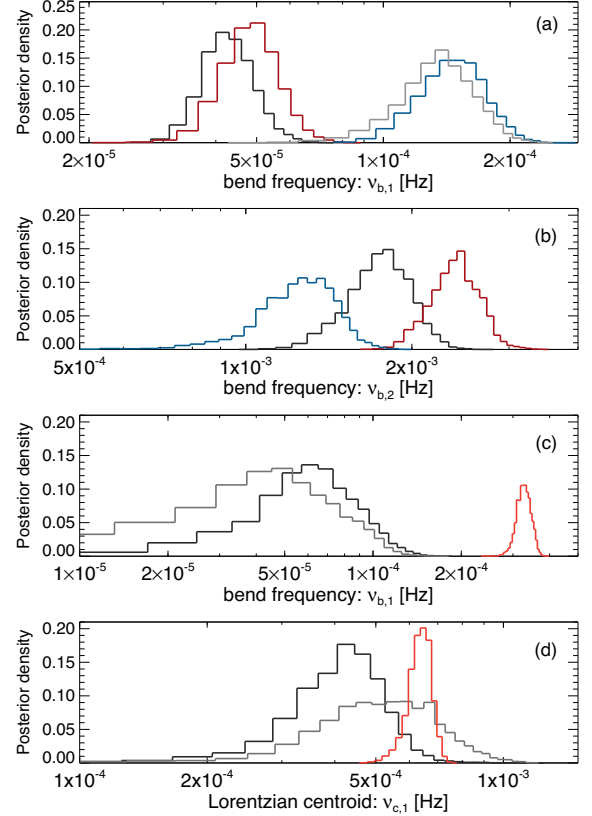 (a)
Posterior density
0.20
0.15
0.10
0.05
0.00
2×10⁻⁵ 5×10⁻⁵ 1×10⁻⁴ 2×10⁻⁴
bend frequency: ν_b,1 [Hz]
(b)
Posterior density
0.20
0.15
0.10
0.05
0.00
5×10⁻⁴ 1×10⁻³ 2×10⁻³
bend frequency: ν_b,2 [Hz]
(c)
Posterior density
0.20
0.15
0.10
0.05
0.00
1×10⁻⁵ 2×10⁻⁵ 5×10⁻⁵ 1×10⁻⁴ 2×10⁻⁴
bend frequency: ν_b,1 [Hz]
(d)
Posterior density
0.20
0.15
0.10
0.05
0.00
1×10⁻⁴ 2×10⁻⁴ 5×10⁻⁴ 1×10⁻³
Lorentzian centroid: ν_c,1 [Hz]